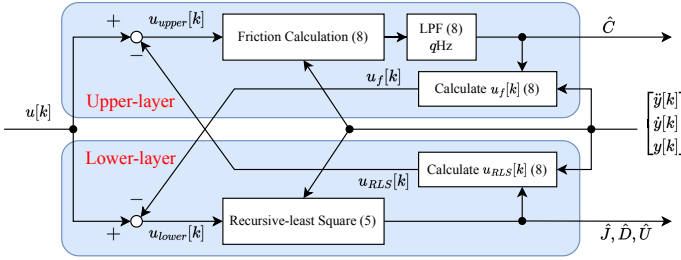 + u_upper[k] Friction Calculation (8) LPF (8) Ĉ
− qHz
u_f[k] Calculate u_f[k] (8)
Upper-layer
u[k] [ÿ[k]
ẏ[k]
y[k]]
Lower-layer
Calculate u_RLS[k] (8)
u_RLS[k]
−
+ u_lower[k] Recursive-least Square (5) Ĵ, D̂, Û